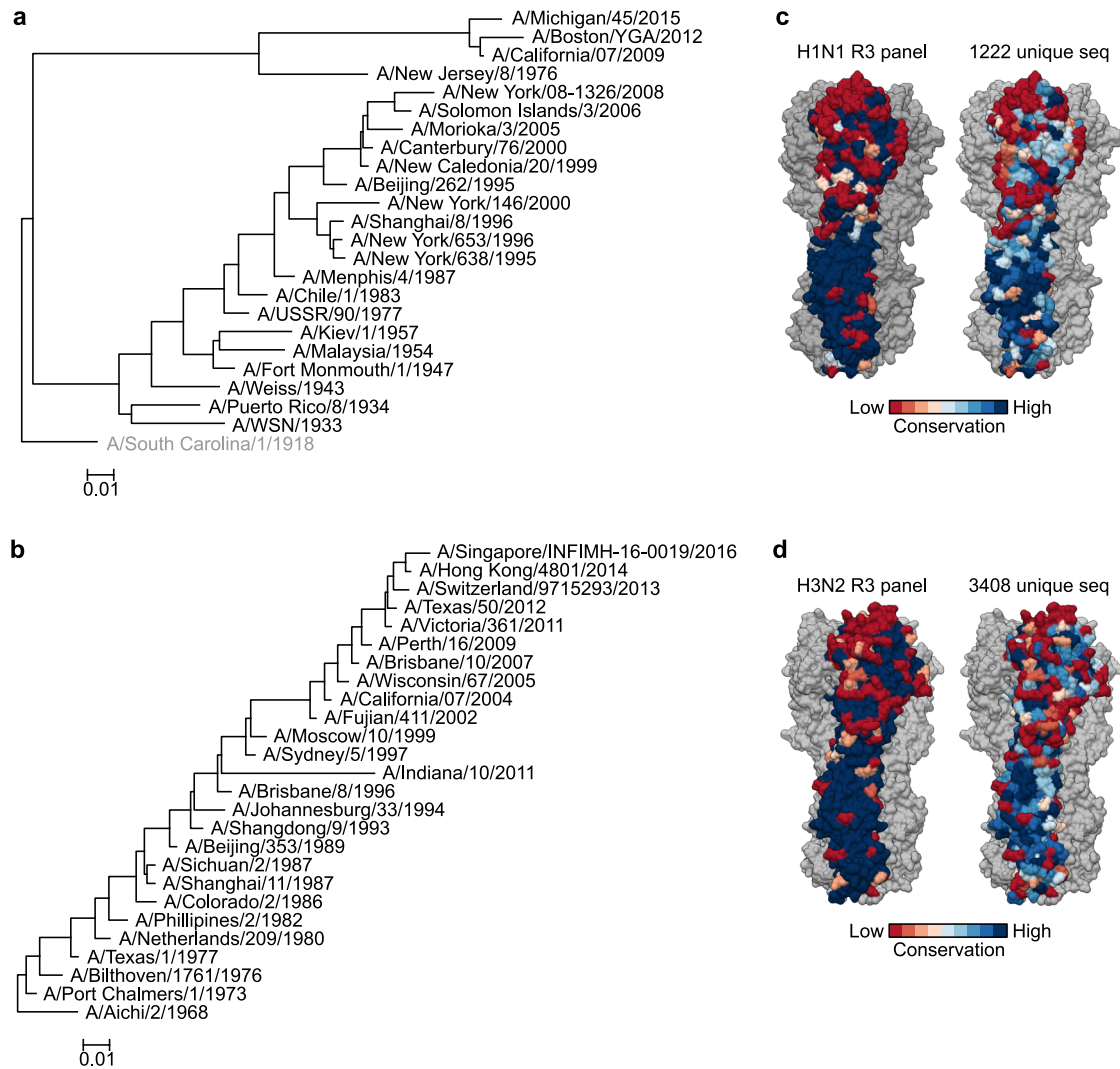 a
A/Michigan/45/2015
A/Boston/YGA/2012
A/California/07/2009
A/New Jersey/8/1976
A/New York/08-1326/2008
A/Solomon Islands/3/2006
A/Morioka/3/2005
A/Canterbury/76/2000
A/New Caledonia/20/1999
A/Beijing/262/1995
A/New York/146/2000
A/Shanghai/8/1996
A/New York/653/1996
A/New York/638/1995
A/Menphis/4/1987
A/Chile/1/1983
A/USSR/90/1977
A/Kiev/1/1957
A/Malaysia/1954
A/Fort Monmouth/1/1947
A/Weiss/1943
A/Puerto Rico/8/1934
A/WSN/1933
A/South Carolina/1/1918
0.01
b
A/Singapore/INFIMH-16-0019/2016
A/Hong Kong/4801/2014
A/Switzerland/9715293/2013
A/Texas/50/2012
A/Victoria/361/2011
A/Perth/16/2009
A/Brisbane/10/2007
A/Wisconsin/67/2005
A/California/07/2004
A/Fujian/411/2002
A/Moscow/10/1999
A/Sydney/5/1997
A/Indiana/10/2011
A/Brisbane/8/1996
A/Johannesburg/33/1994
A/Shangdong/9/1993
A/Beijing/353/1989
A/Sichuan/2/1987
A/Shanghai/11/1987
A/Colorado/2/1986
A/Phillipines/2/1982
A/Netherlands/209/1980
A/Texas/1/1977
A/Bilthoven/1761/1976
A/Port Chalmers/1/1973
A/Aichi/2/1968
0.01
c
H1N1 R3 panel
1222 unique seq
Low
High
Conservation
d
H3N2 R3 panel
3408 unique seq
Low
High
Conservation